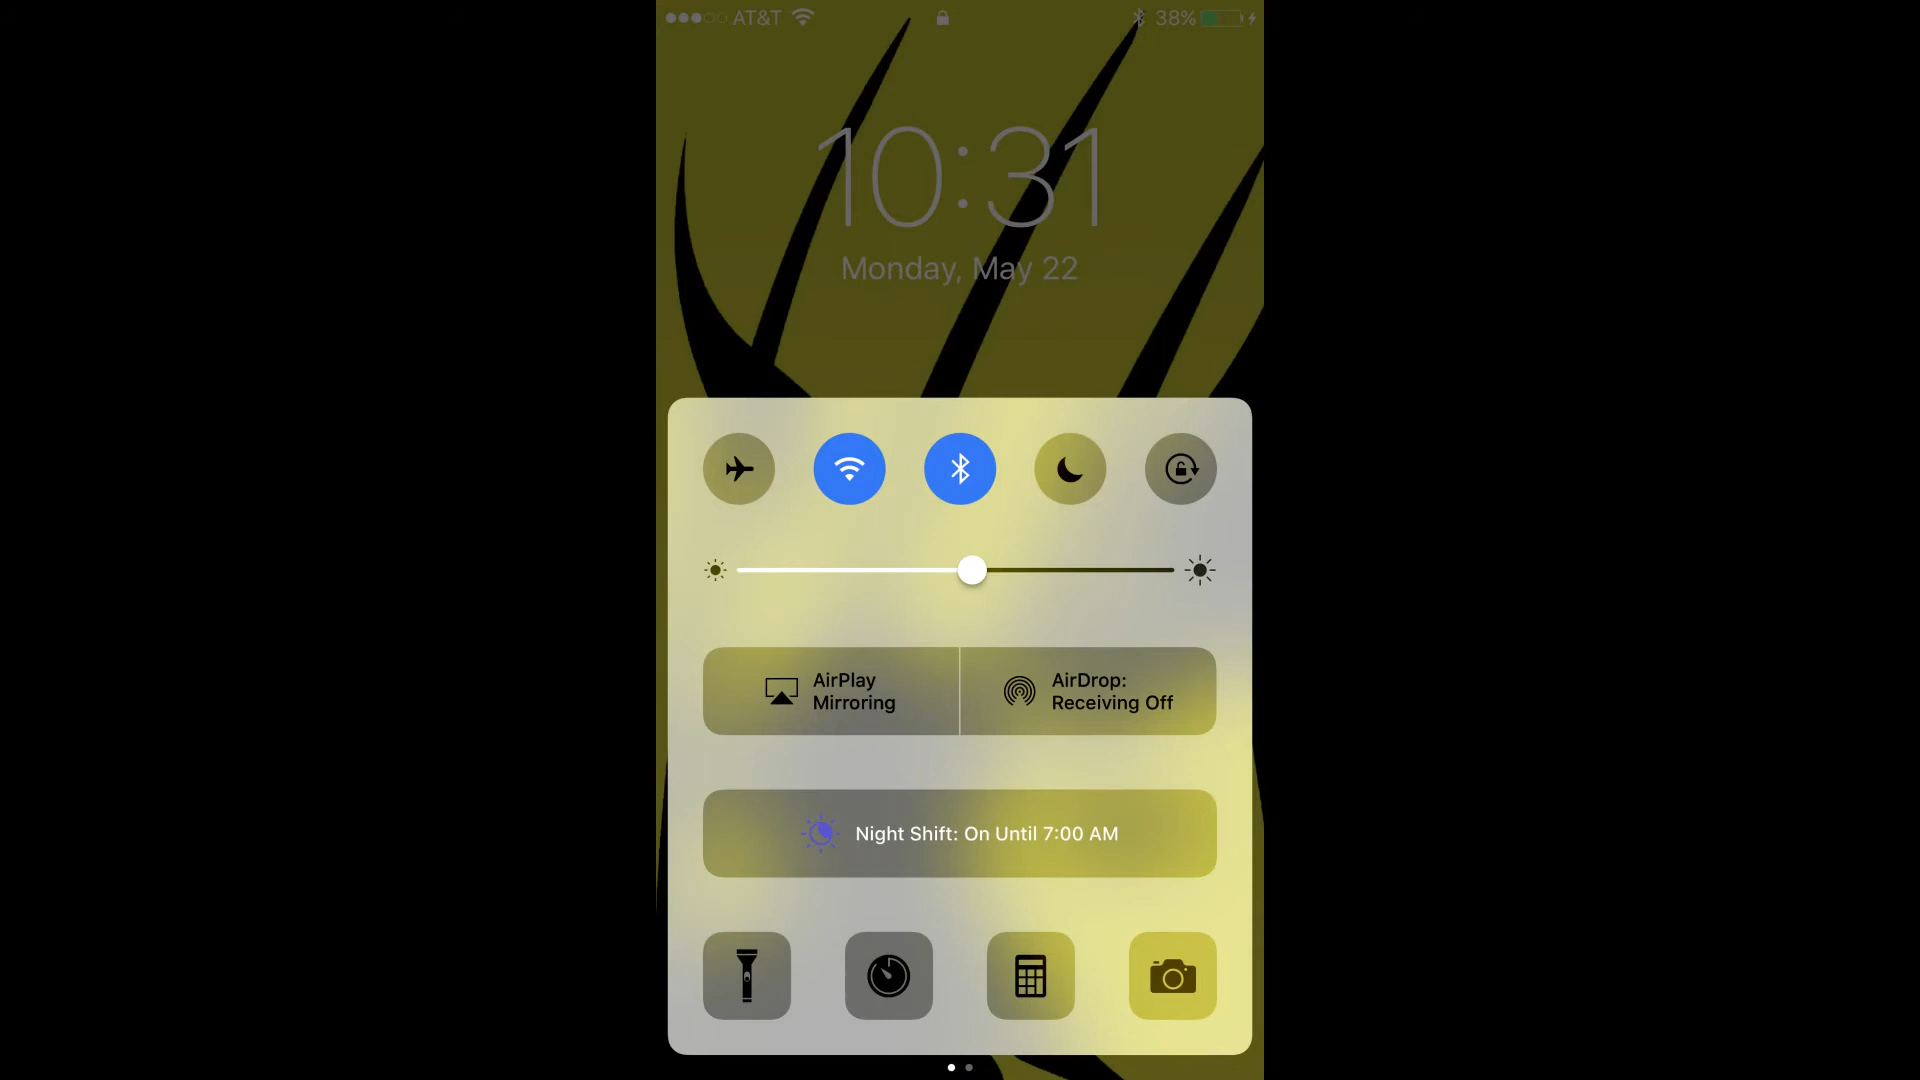 AT&T 38%
10:31
Monday, May 22
AirPlay
Mirroring
AirDrop:
Receiving Off
Night Shift: On Until 7:00 AM